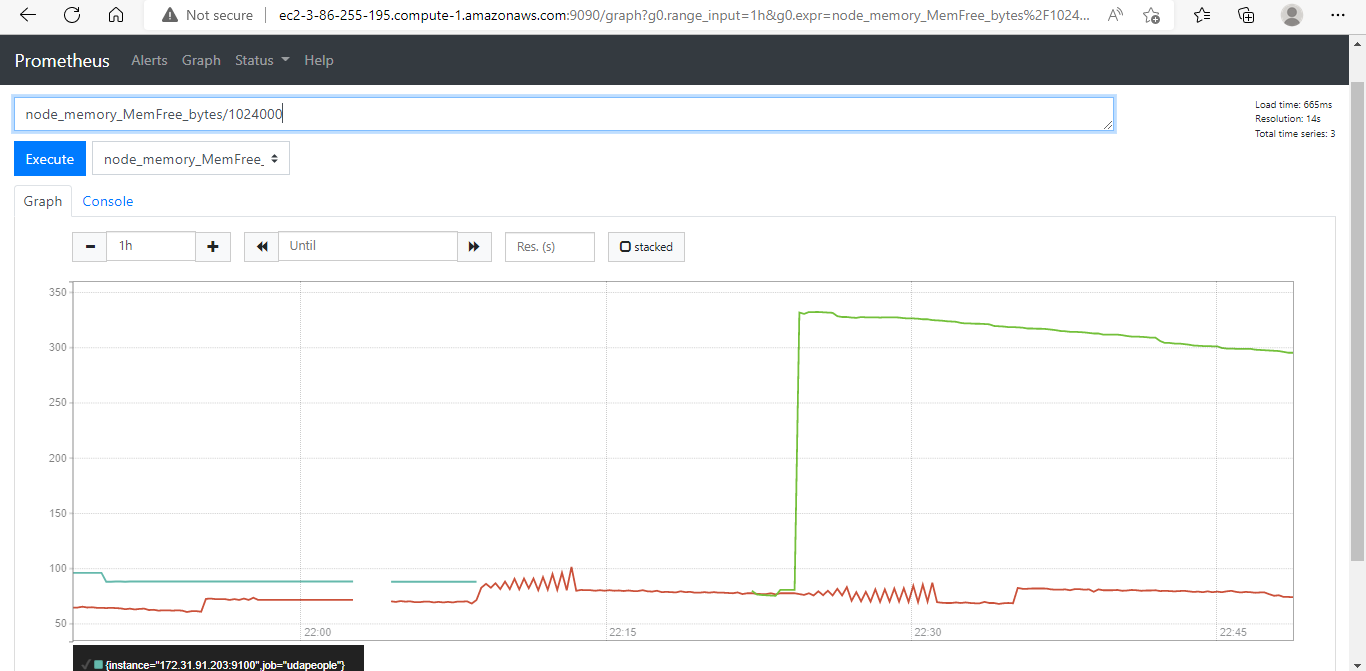 Not secure ec2-3-86-255-195.compute-1.amazonaws.com:9090/graph?g0.range_input=1h&g0.expr=node_memory_MemFree_bytes%2F1024...
Prometheus Alerts Graph Status Help
node_memory_MemFree_bytes/1024000
Load time: 665ms
Resolution: 14s
Total time series: 3
Execute node_memory_MemFree_
Graph Console
1h Until Res. (s) stacked
350
300
250
200
150
100
50
22:00 22:15 22:30 22:45
{instance="172.31.91.203:9100",job="udapeople"}